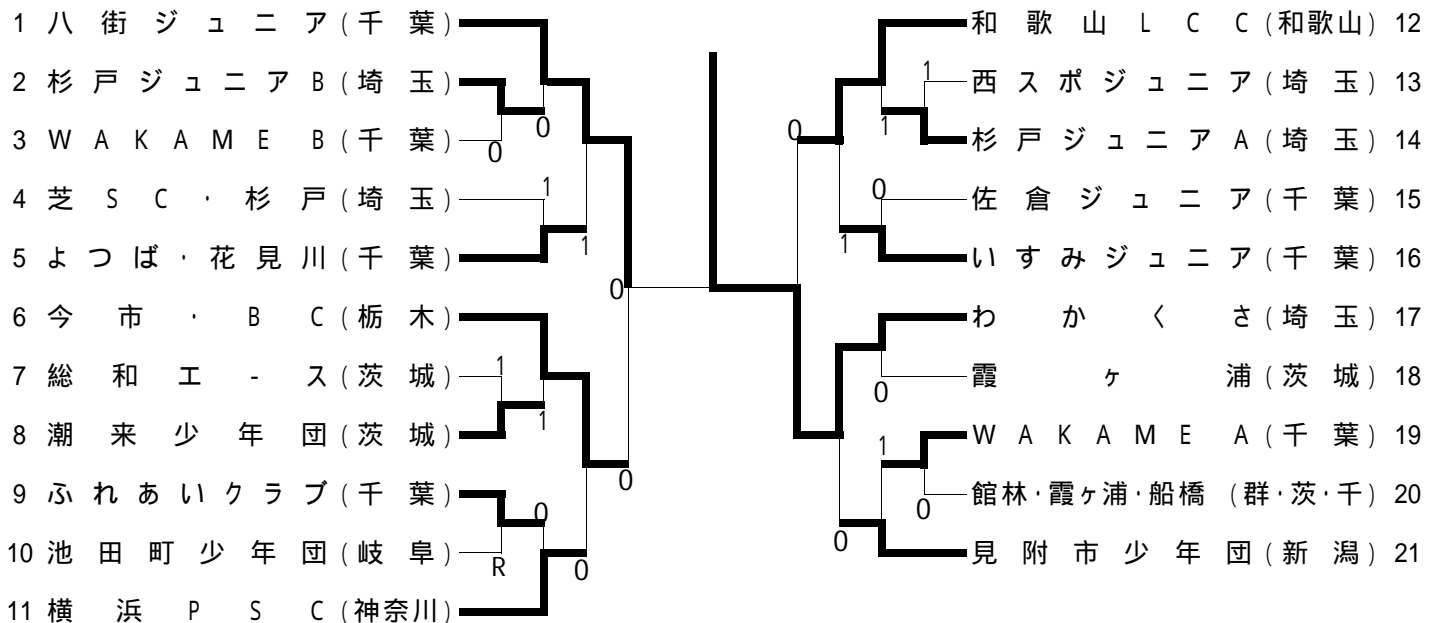 1 八街ジュニア(千葉)
2 杉戸ジュニアB(埼玉)
3 WAKAME B(千葉)
4 芝SC・杉戸(埼玉)
5 よつば・花見川(千葉)
6 今市・BC(栃木)
7 総和エ-ス(茨城)
8 潮来少年団(茨城)
9 ふれあいクラブ(千葉)
10 池田町少年団(岐阜)
11 横浜PSC(神奈川)
0
0
1
1
0
1
1
0
0
R
0
和歌山LCC(和歌山) 12
西スポジュニア(埼玉) 13
杉戸ジュニアA(埼玉) 14
佐倉ジュニア(千葉) 15
いすみジュニア(千葉) 16
わかくさ(埼玉) 17
霞ヶ浦(茨城) 18
WAKAME A(千葉) 19
館林・霞ヶ浦・船橋(群・茨・千) 20
見附市少年団(新潟) 21
1
0
1
0
1
0
1
0
0